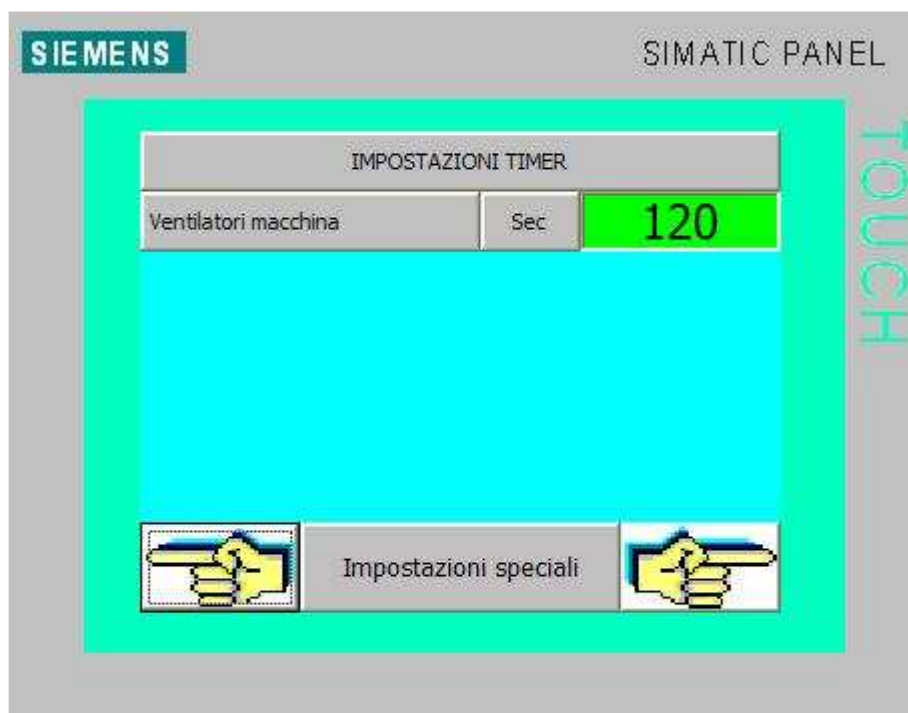 SIEMENS
SIMATIC PANEL
TOUCH
IMPOSTAZIONI TIMER
Ventilatori macchina Sec 120
Impostazioni speciali